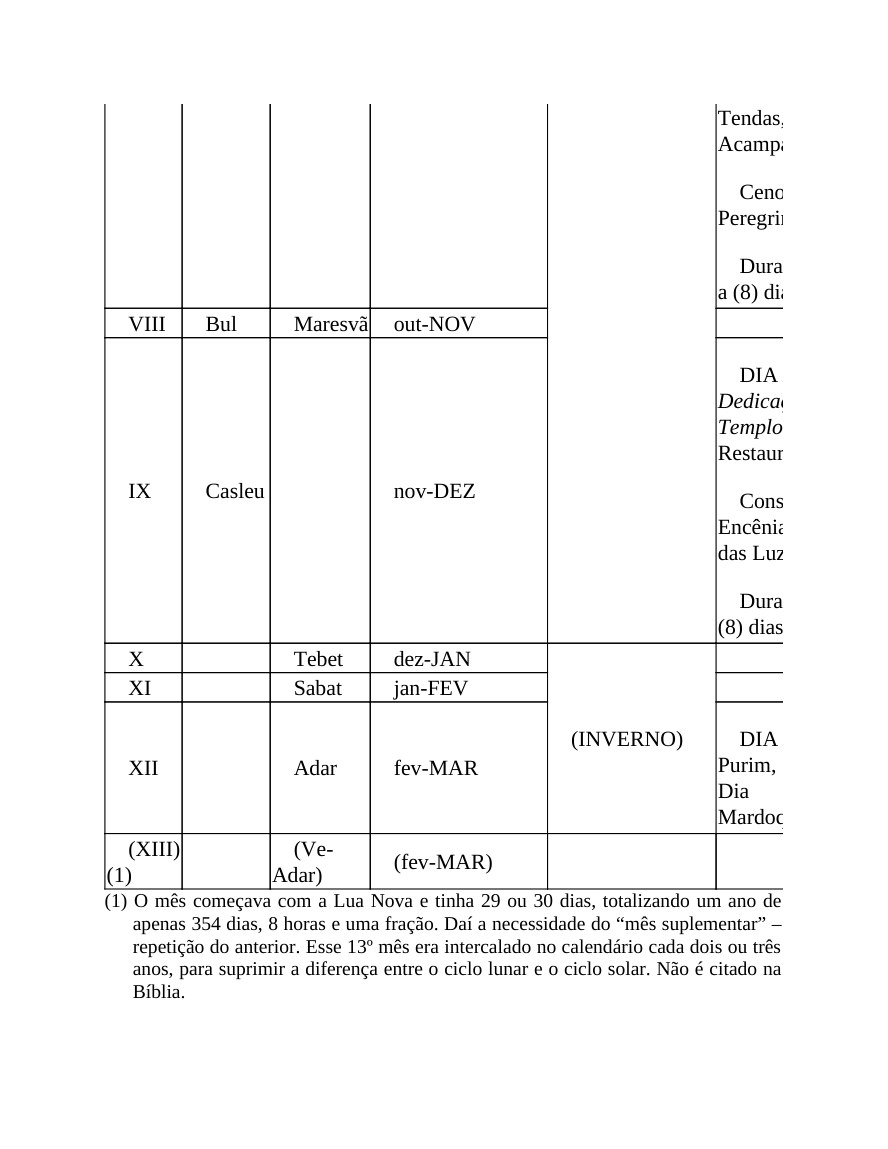 Tendas,
Acampa
Ceno
Peregri
Dura
a (8) dia
VIII Bul Maresvã out-NOV
DIA
Dedica
Templo
Restaur
IX Casleu nov-DEZ
Cons
Encênia
das Luz
Dura
(8) dias
X Tebet dez-JAN
XI Sabat jan-FEV
(INVERNO) DIA
Purim,
XII Adar fev-MAR
Dia
Mardo
(XIII) (Ve-
(fev-MAR)
(1) Adar)
(1) O mês começava com a Lua Nova e tinha 29 ou 30 dias, totalizando um ano de
apenas 354 dias, 8 horas e uma fração. Daí a necessidade do “mês suplementar” –
repetição do anterior. Esse 13º mês era intercalado no calendário cada dois ou três
anos, para suprimir a diferença entre o ciclo lunar e o ciclo solar. Não é citado na
Bíblia.